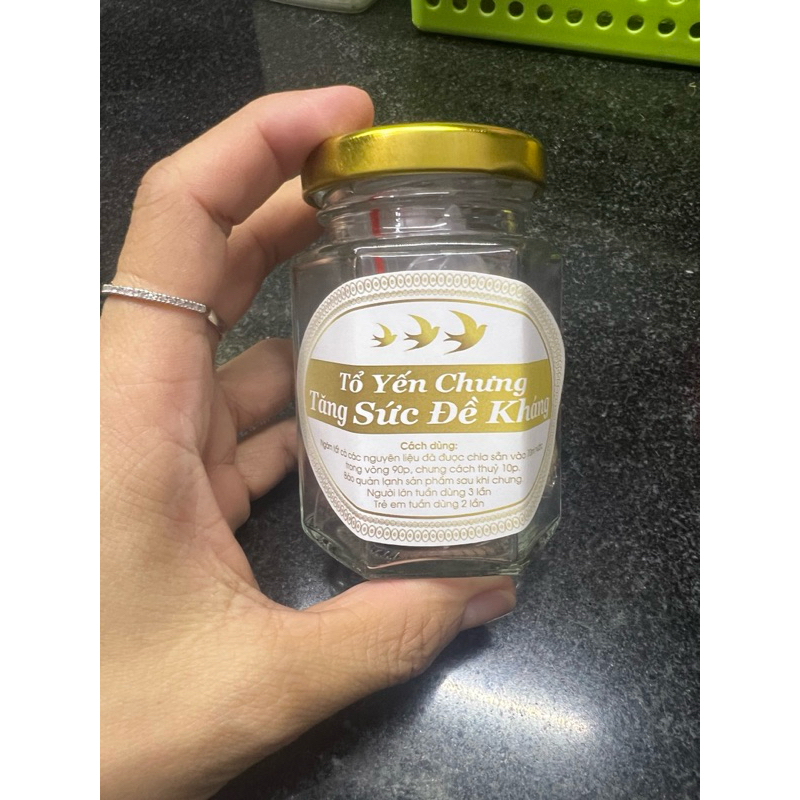 Tổ Yến Chưng
Tăng Sức Đề Kháng
Cách dùng:
Ngâm tất cả các nguyên liệu đã được chia sẵn vào
trong vòng 90p, chưng cách thuỷ 10p.
Bảo quản lạnh sản phẩm sau khi chưng
Người lớn tuần dùng 3 lần
Trẻ em tuần dùng 2 lần